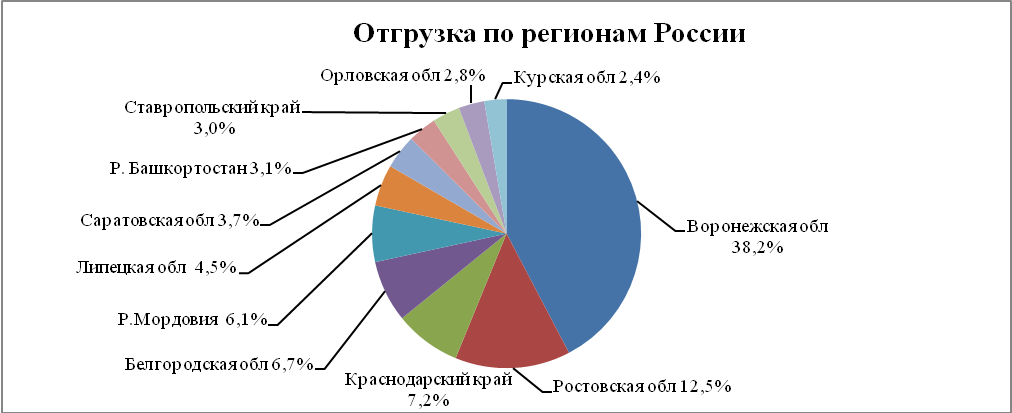 Отгрузка по регионам России
Орловская обл 2,8%
Курская обл 2,4%
Ставропольский край
3,0%
Р. Башкортостан 3,1%
Саратовская обл 3,7%
Воронежская обл
38,2%
Липецкая обл  4,5%
Р.Мордовия  6,1%
Белгородская обл 6,7%
Краснодарский край
7,2%
Ростовская обл 12,5%